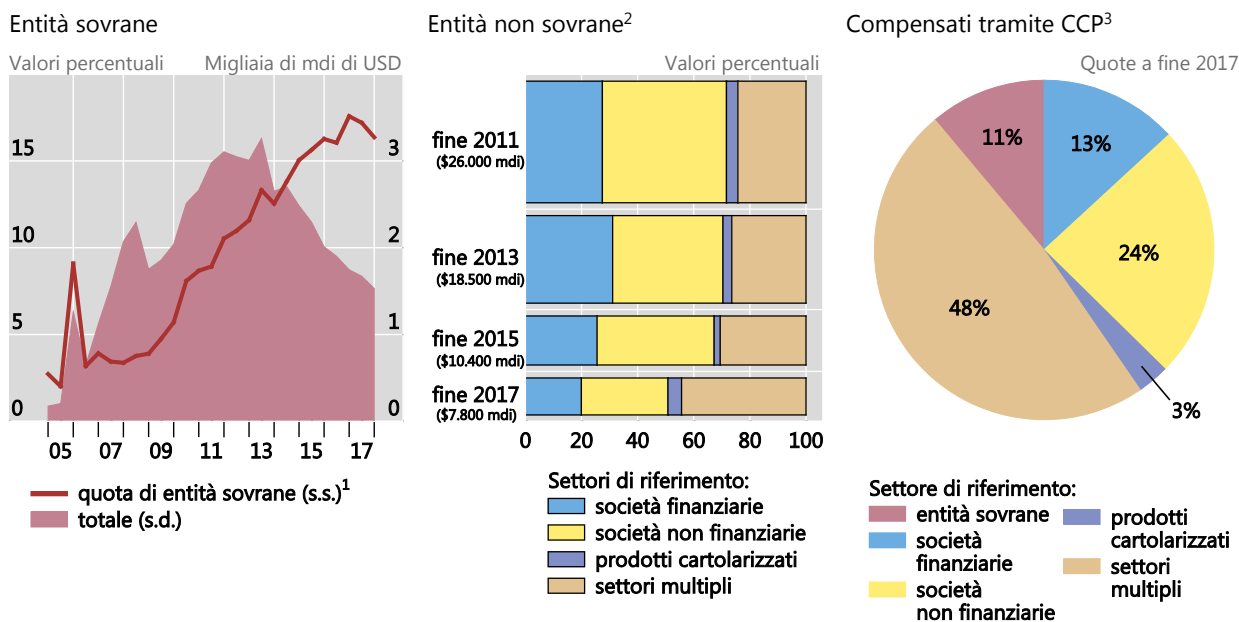 Entità sovrane
Valori percentuali Migliaia di mdi di USD
15 3
10 2
5 1
0 0
05 07 09 11 13 15 17
quota di entità sovrane (s.s.)1
totale (s.d.)
Entità non sovrane2
Valori percentuali
fine 2011
($26.000 mdi)
fine 2013
($18.500 mdi)
fine 2015
($10.400 mdi)
fine 2017
($7.800 mdi)
0 20 40 60 80 100
Settori di riferimento:
società finanziarie
società non finanziarie
prodotti cartolarizzati
settori multipli
Compensati tramite CCP3
Quote a fine 2017
11%
13%
24%
48%
3%
Settore di riferimento:
entità sovrane
società
finanziarie
società
non finanziarie
prodotti
cartolarizzati
settori
multipli